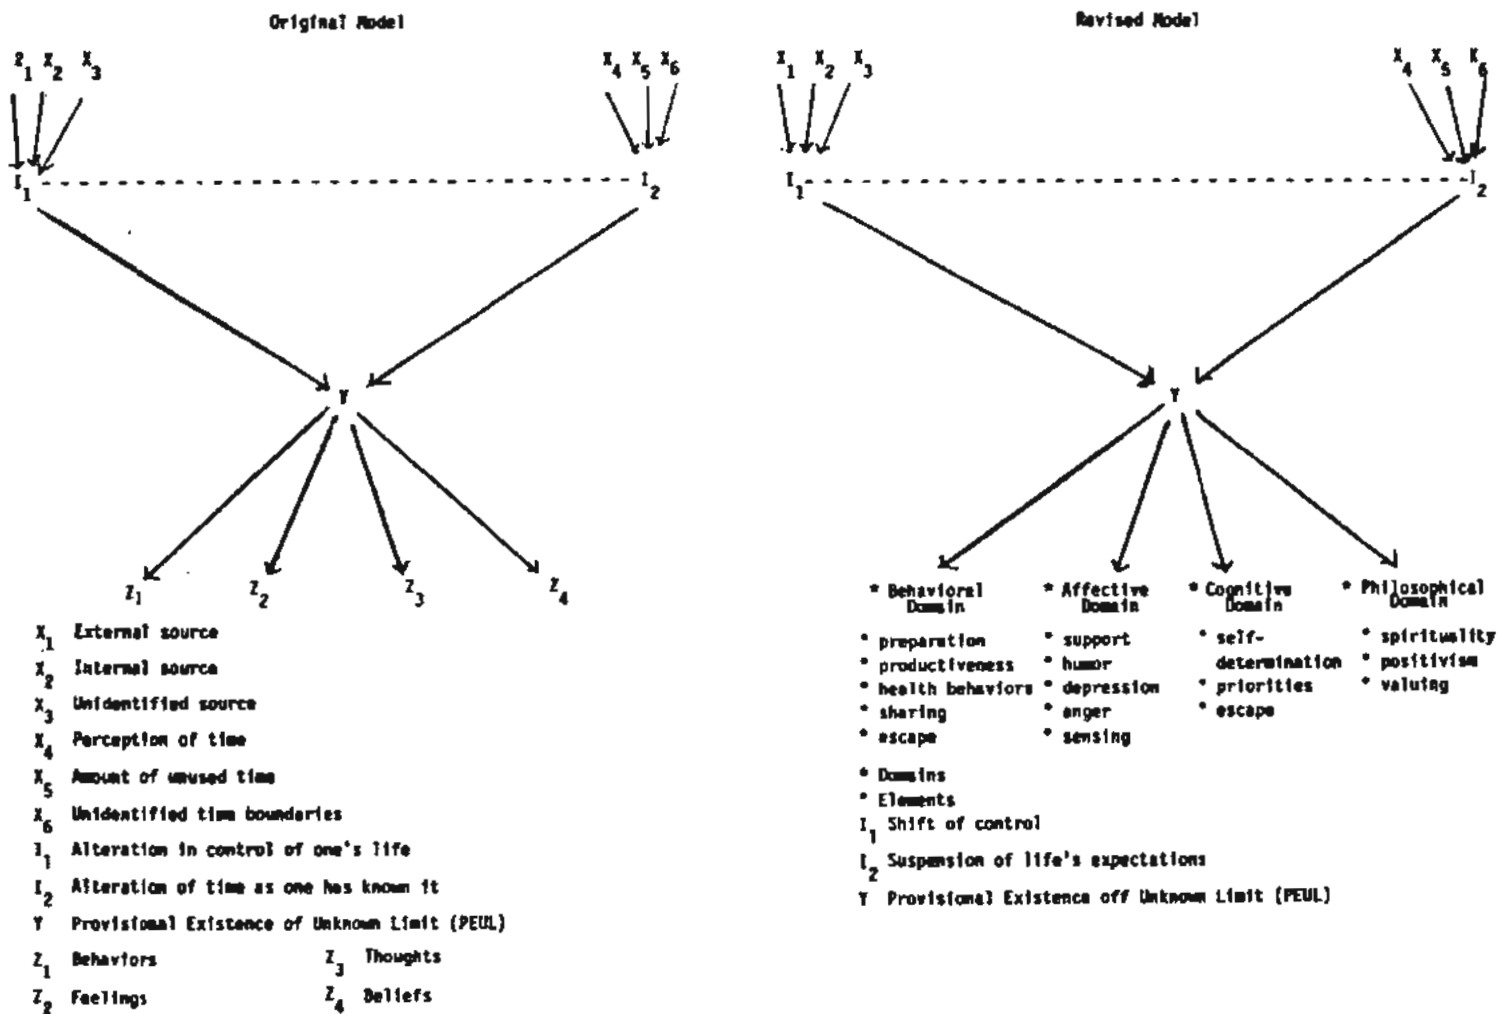 Original Model
X1 X2 X3
X4 X5 X6
I1
I2
Y
Z1
Z2
Z3
Z4
X1 External source
X2 Internal source
X3 Unidentified source
X4 Perception of time
X5 Amount of unused time
X6 Unidentified time boundaries
I1 Alteration in control of one's life
I2 Alteration of time as one has known it
Y Provisional Existence of Unknown Limit (PEUL)
Z1 Behaviors
Z3 Thoughts
Z2 Feelings
Z4 Beliefs
Revised Model
X1 X2 X3
X4 X5 X6
I1
I2
Y
* Behavioral
Domain
* preparation
* productiveness
* health behaviors
* sharing
* escape
* Affective
Domain
* support
* humor
* depression
* anger
* sensing
* Cognitive
Domain
* self-
determination
* priorities
* escape
* Philosophical
Domain
* spirituality
* positivism
* valuing
* Domains
* Elements
I1 Shift of control
I2 Suspension of life's expectations
Y Provisional Existence off Unknown Limit (PEUL)